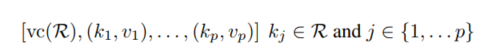 [vc(ℛ), (k₁, v₁), . . . , (kₚ, vₚ)] kⱼ ∈ ℛ and j ∈ {1, . . . p}